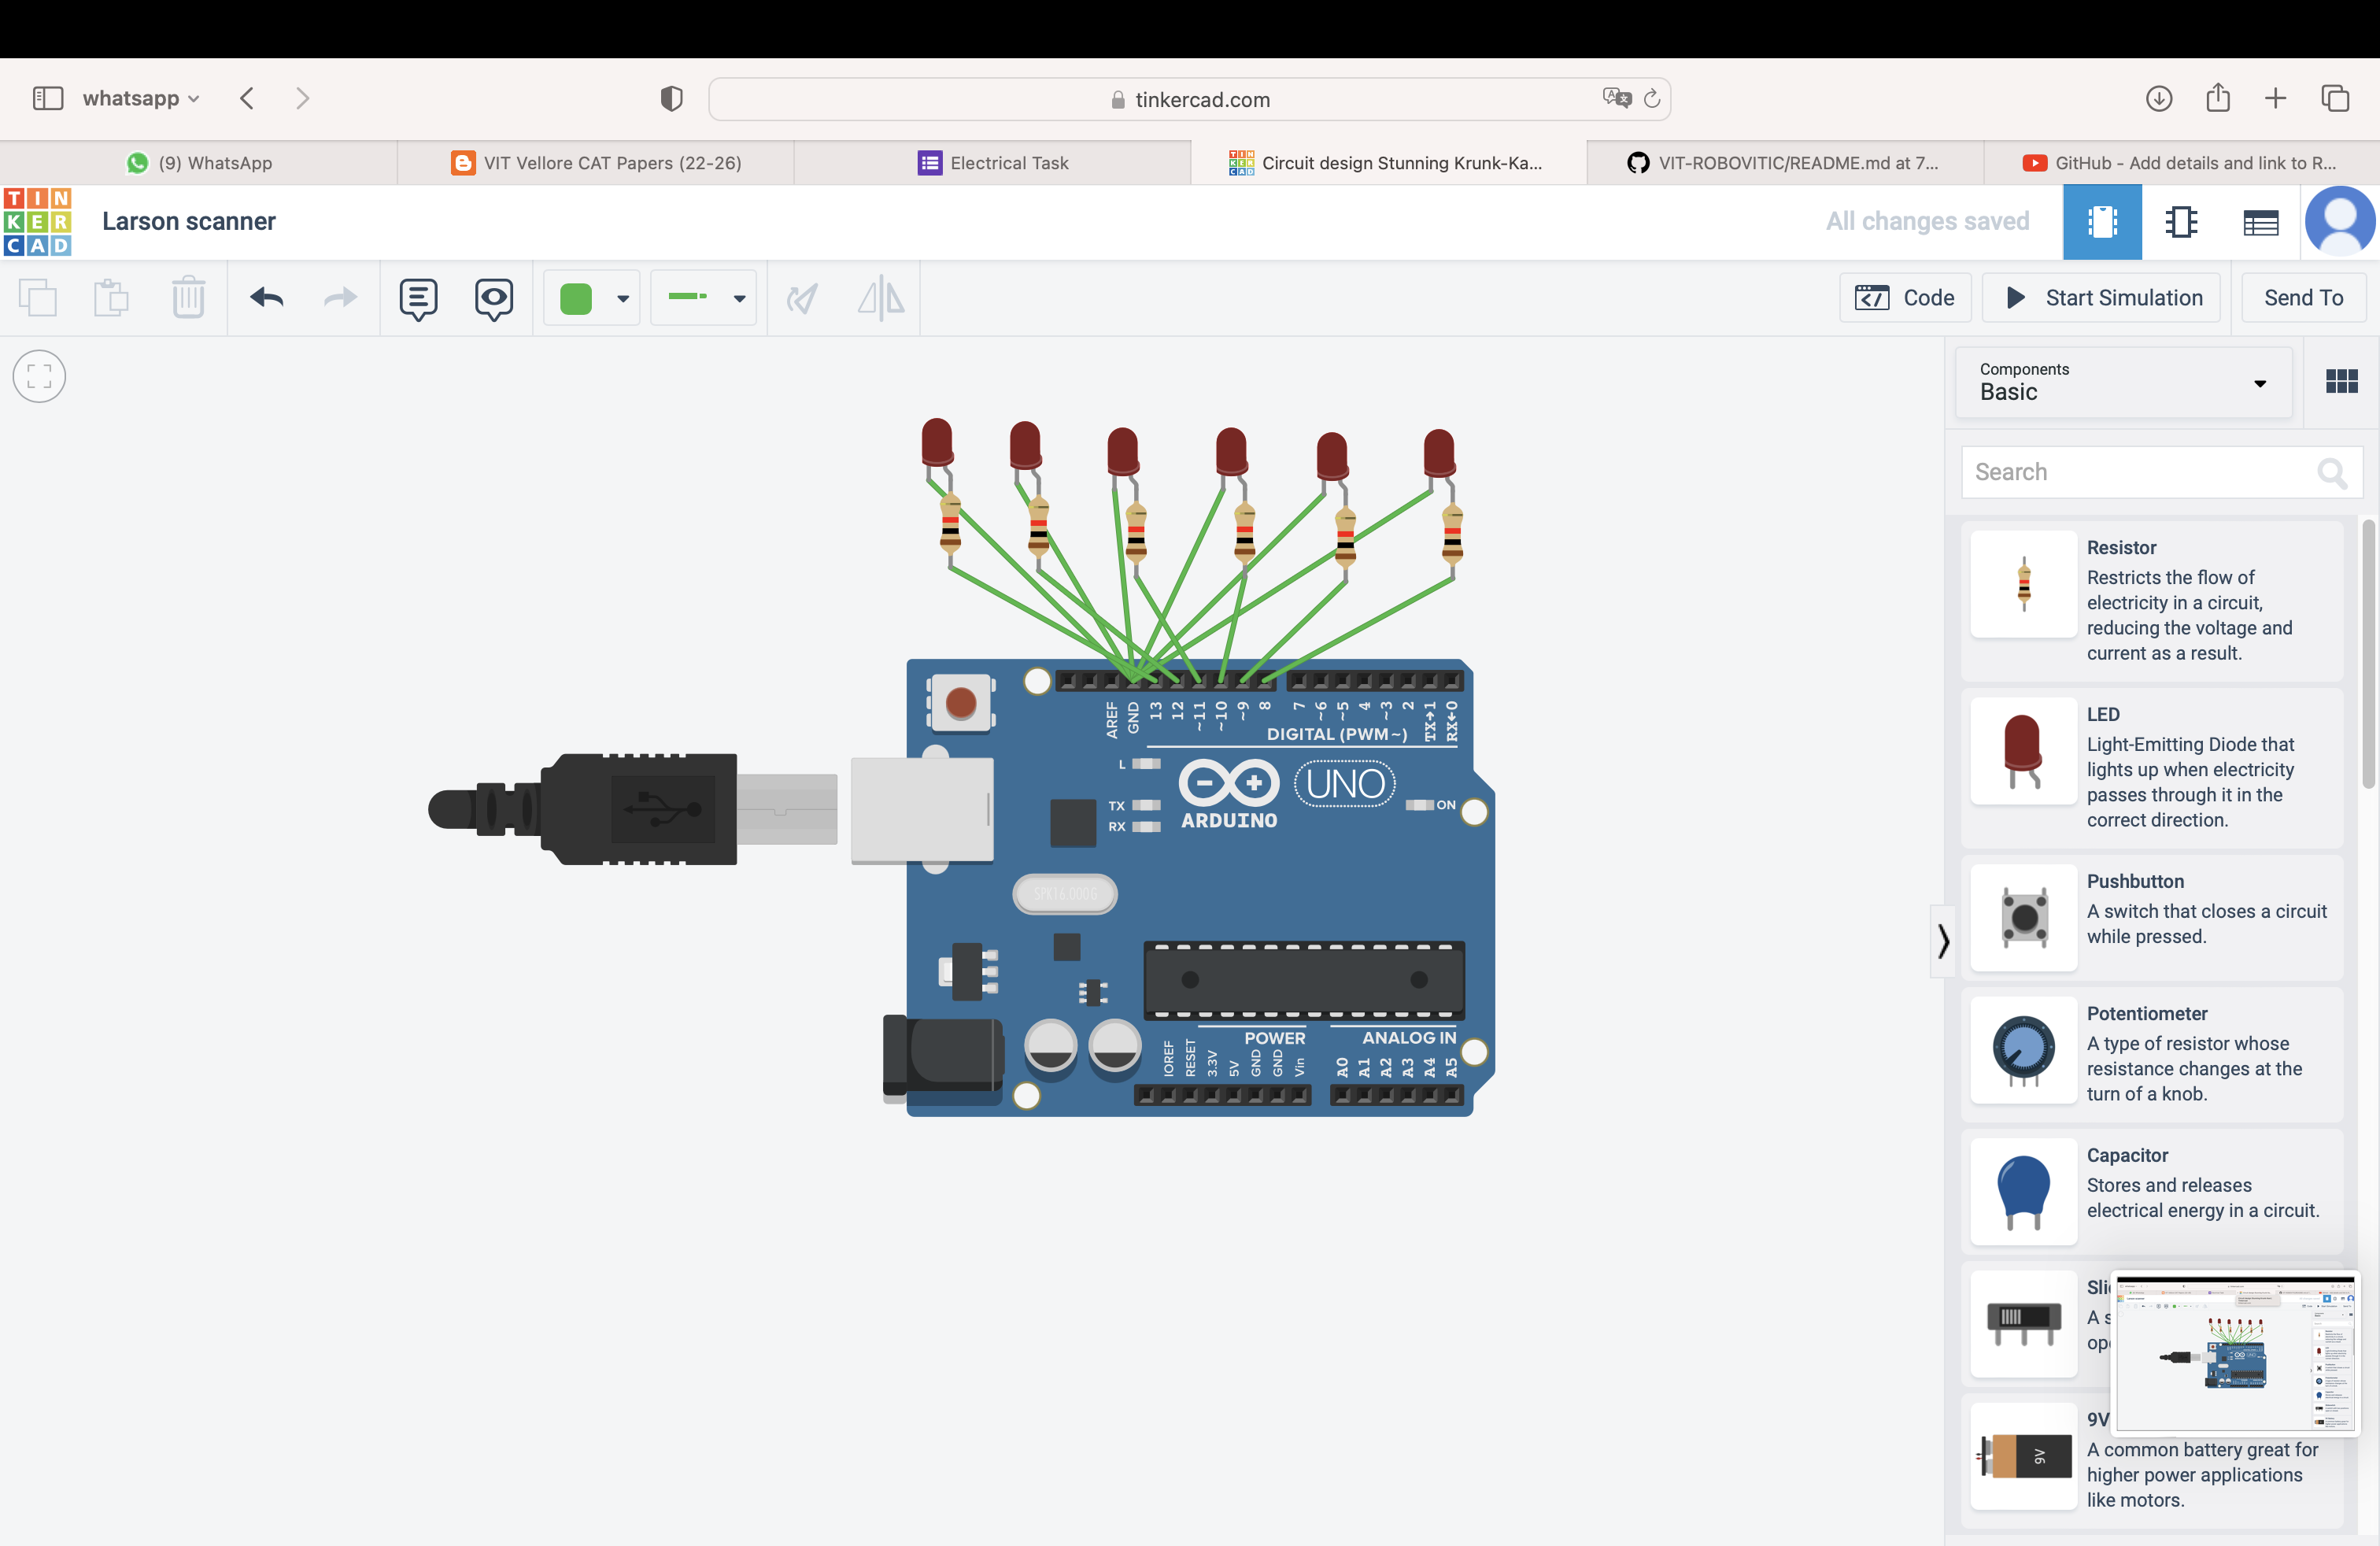 whatsapp
tinkercad.com
(9) WhatsApp
VIT Vellore CAT Papers (22-26)
Electrical Task
Circuit design Stunning Krunk-Ka...
VIT-ROBOVITIC/README.md at 7...
GitHub - Add details and link to R...
TIN
KER
CAD
Larson scanner
All changes saved
Code
Start Simulation
Send To
Components
Basic
Search
Resistor
Restricts the flow of
electricity in a circuit,
reducing the voltage and
current as a result.
LED
Light-Emitting Diode that
lights up when electricity
passes through it in the
correct direction.
Pushbutton
A switch that closes a circuit
while pressed.
Potentiometer
A type of resistor whose
resistance changes at the
turn of a knob.
Capacitor
Stores and releases
electrical energy in a circuit.
Sli
A s
op
9V
9V
A common battery great for
higher power applications
like motors.
AREF
GND
13
12
~11
~10
~9
8
7
~6
~5
4
~3
2
TX→1
RX←0
DIGITAL (PWM~)
L
TX
RX
UNO
ARDUINO
ON
SPK16.000G
POWER
ANALOG IN
IOREF
RESET
3.3V
5V
GND
GND
Vin
A0
A1
A2
A3
A4
A5